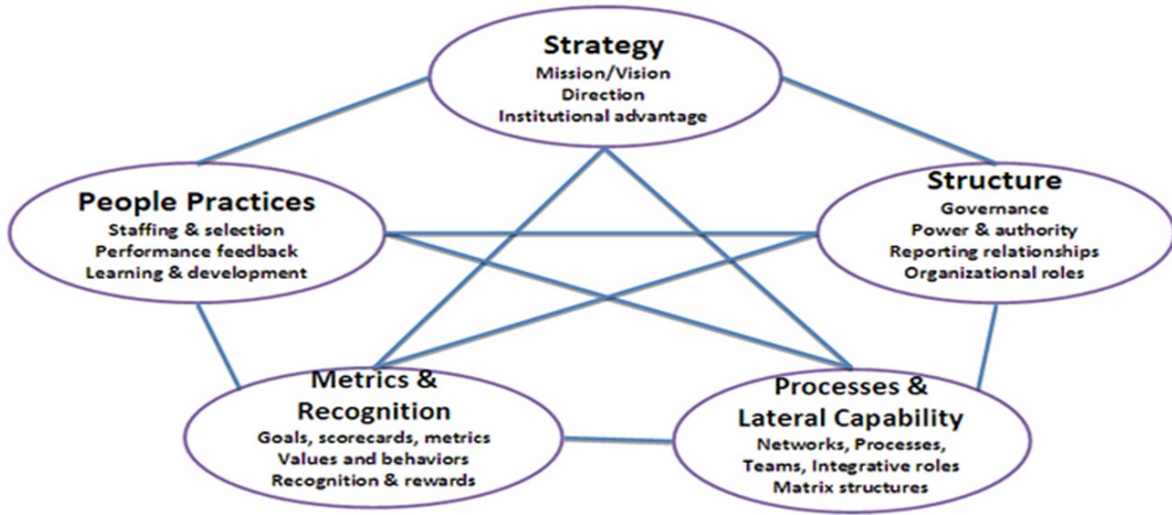 Strategy
Mission/Vision
Direction
Institutional advantage
People Practices
Staffing & selection
Performance feedback
Learning & development
Structure
Governance
Power & authority
Reporting relationships
Organizational roles
Metrics &
Recognition
Goals, scorecards, metrics
Values and behaviors
Recognition & rewards
Processes &
Lateral Capability
Networks, Processes,
Teams, Integrative roles
Matrix structures